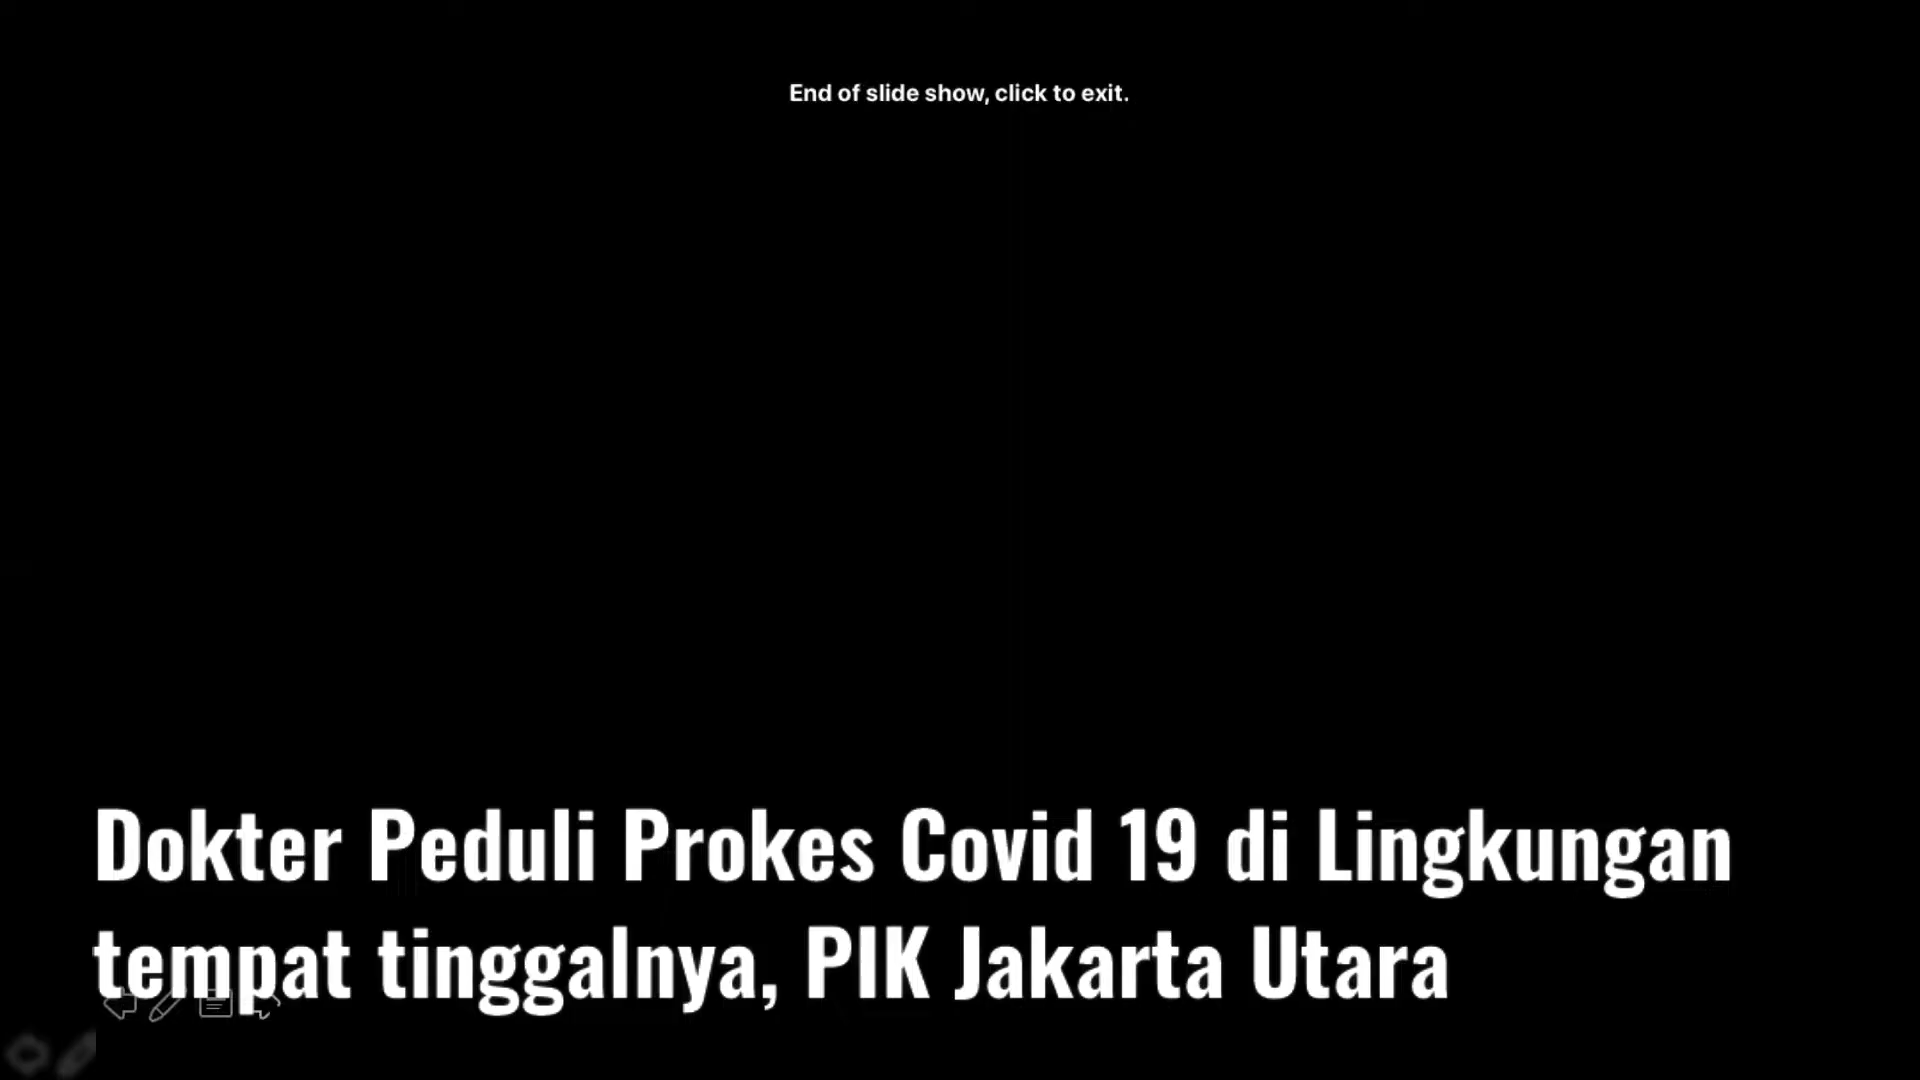 End of slide show, click to exit.
Dokter Peduli Prokes Covid 19 di Lingkungan
tempat tinggalnya, PIK Jakarta Utara